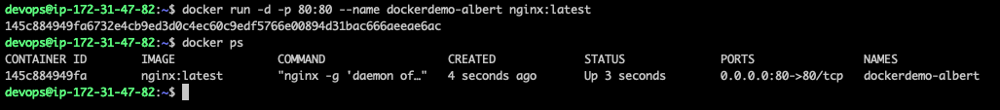 devops@ip-172-31-47-82:~$ docker run -d -p 80:80 --name dockerdemo-albert nginx:latest
145c884949fa6732e4cb9ed3d0c4ec60c9edf5766e00894d31bac666aeeae6ac
devops@ip-172-31-47-82:~$ docker ps
CONTAINER ID IMAGE COMMAND CREATED STATUS PORTS NAMES
145c884949fa nginx:latest "nginx -g 'daemon of…" 4 seconds ago Up 3 seconds 0.0.0.0:80->80/tcp dockerdemo-albert
devops@ip-172-31-47-82:~$